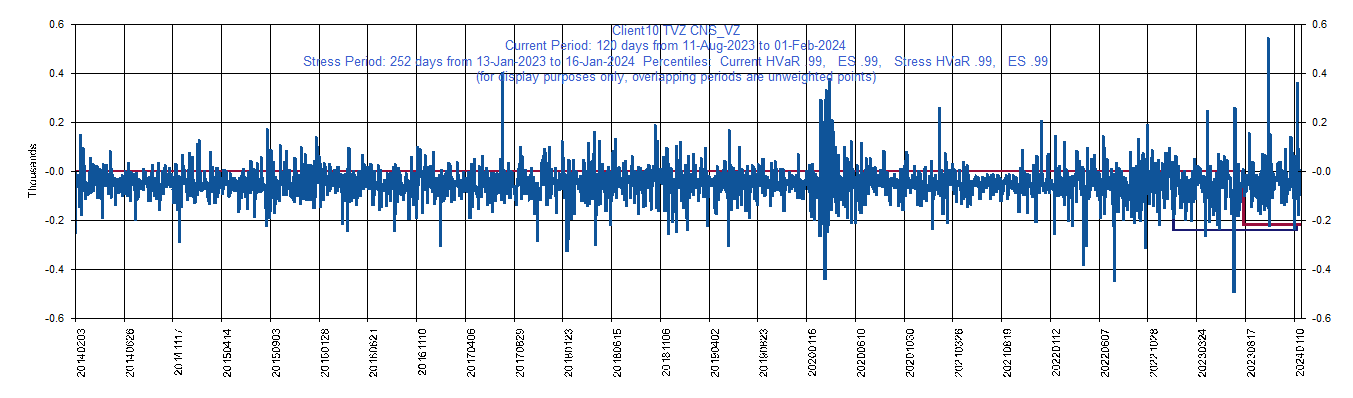 Client10 TVZ CNS_VZ
Current Period: 120 days from 11-Aug-2023 to 01-Feb-2024
Stress Period: 252 days from 13-Jan-2023 to 16-Jan-2024 Percentiles: Current HVaR .99, ES .99, Stress HVaR .99, ES .99
(for display purposes only, overlapping periods are unweighted points)
0.6 0.6
0.4 0.4
0.2 0.2
-0.0 -0.0
-0.2 -0.2
-0.4 -0.4
-0.6 -0.6
Thousands
20140203 20140626 20141117 20150414 20150903 20160128 20160621 20161110 20170406 20170829 20180123 20180615 20181106 20190402 20190823 20200116 20200610 20201030 20210326 20210819 20220112 20220607 20221028 20230324 20230817 20240110